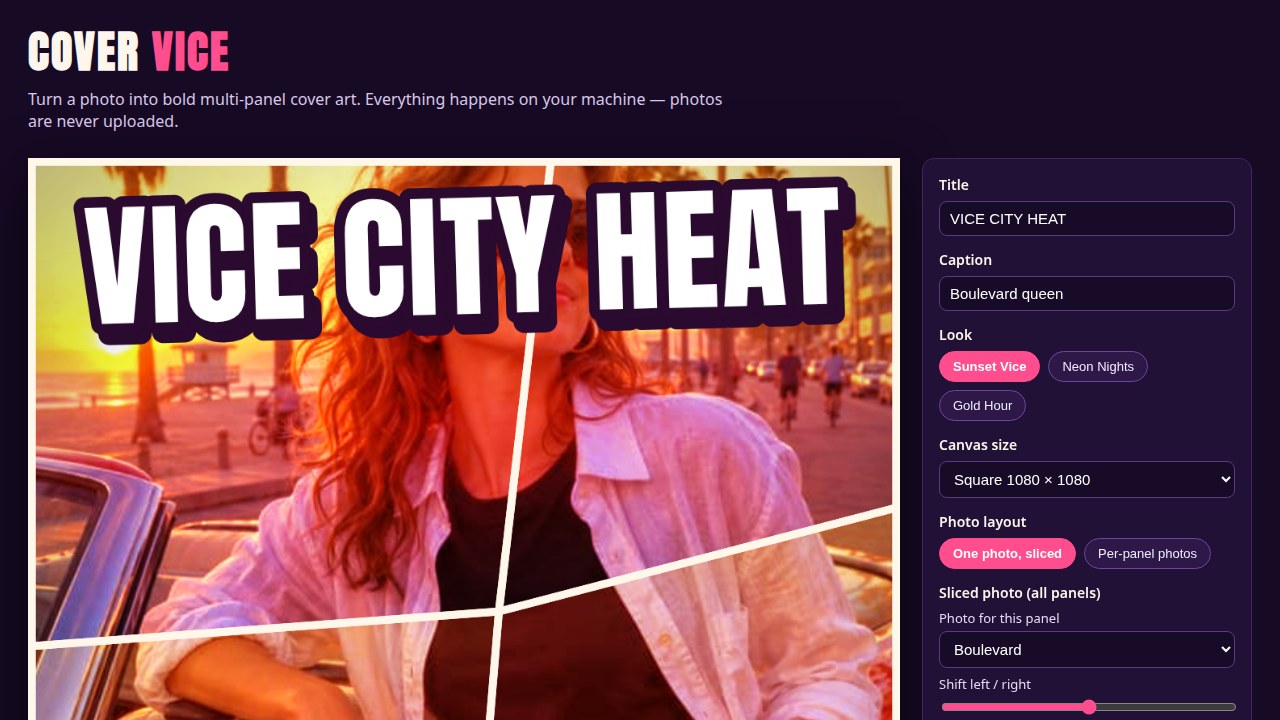 COVER VICE
Turn a photo into bold multi-panel cover art. Everything happens on your machine — photos
are never uploaded.
VICE CITY HEAT
Title
VICE CITY HEAT
Caption
Boulevard queen
Look
Sunset Vice
Neon Nights
Gold Hour
Canvas size
Square 1080 × 1080
Photo layout
One photo, sliced
Per-panel photos
Sliced photo (all panels)
Photo for this panel
Boulevard
Shift left / right